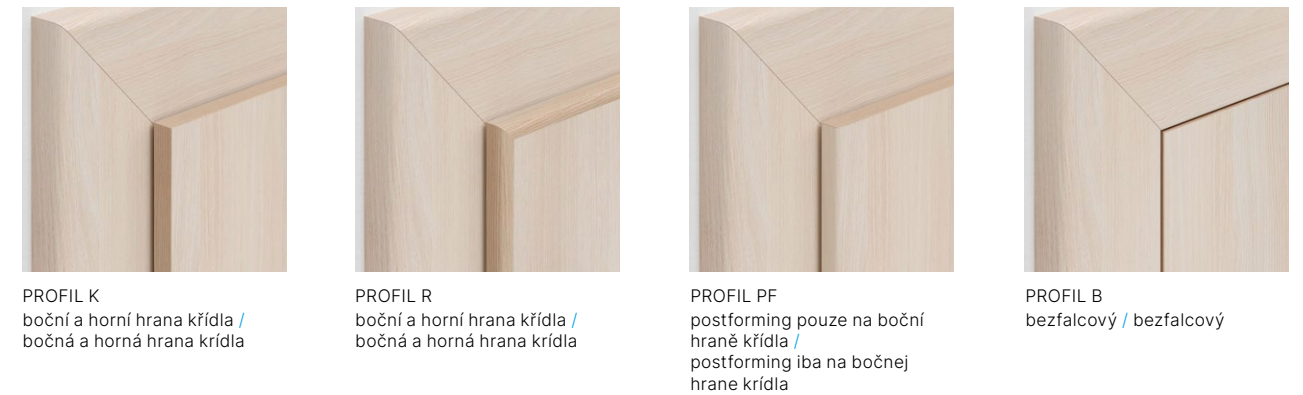 PROFIL K
boční a horní hrana křídla /
bočná a horná hrana krídla
PROFIL R
boční a horní hrana křídla /
bočná a horná hrana krídla
PROFIL PF
postforming pouze na boční
hraně křídla /
postforming iba na bočnej
hrane krídla
PROFIL B
bezfalcový / bezfalcový